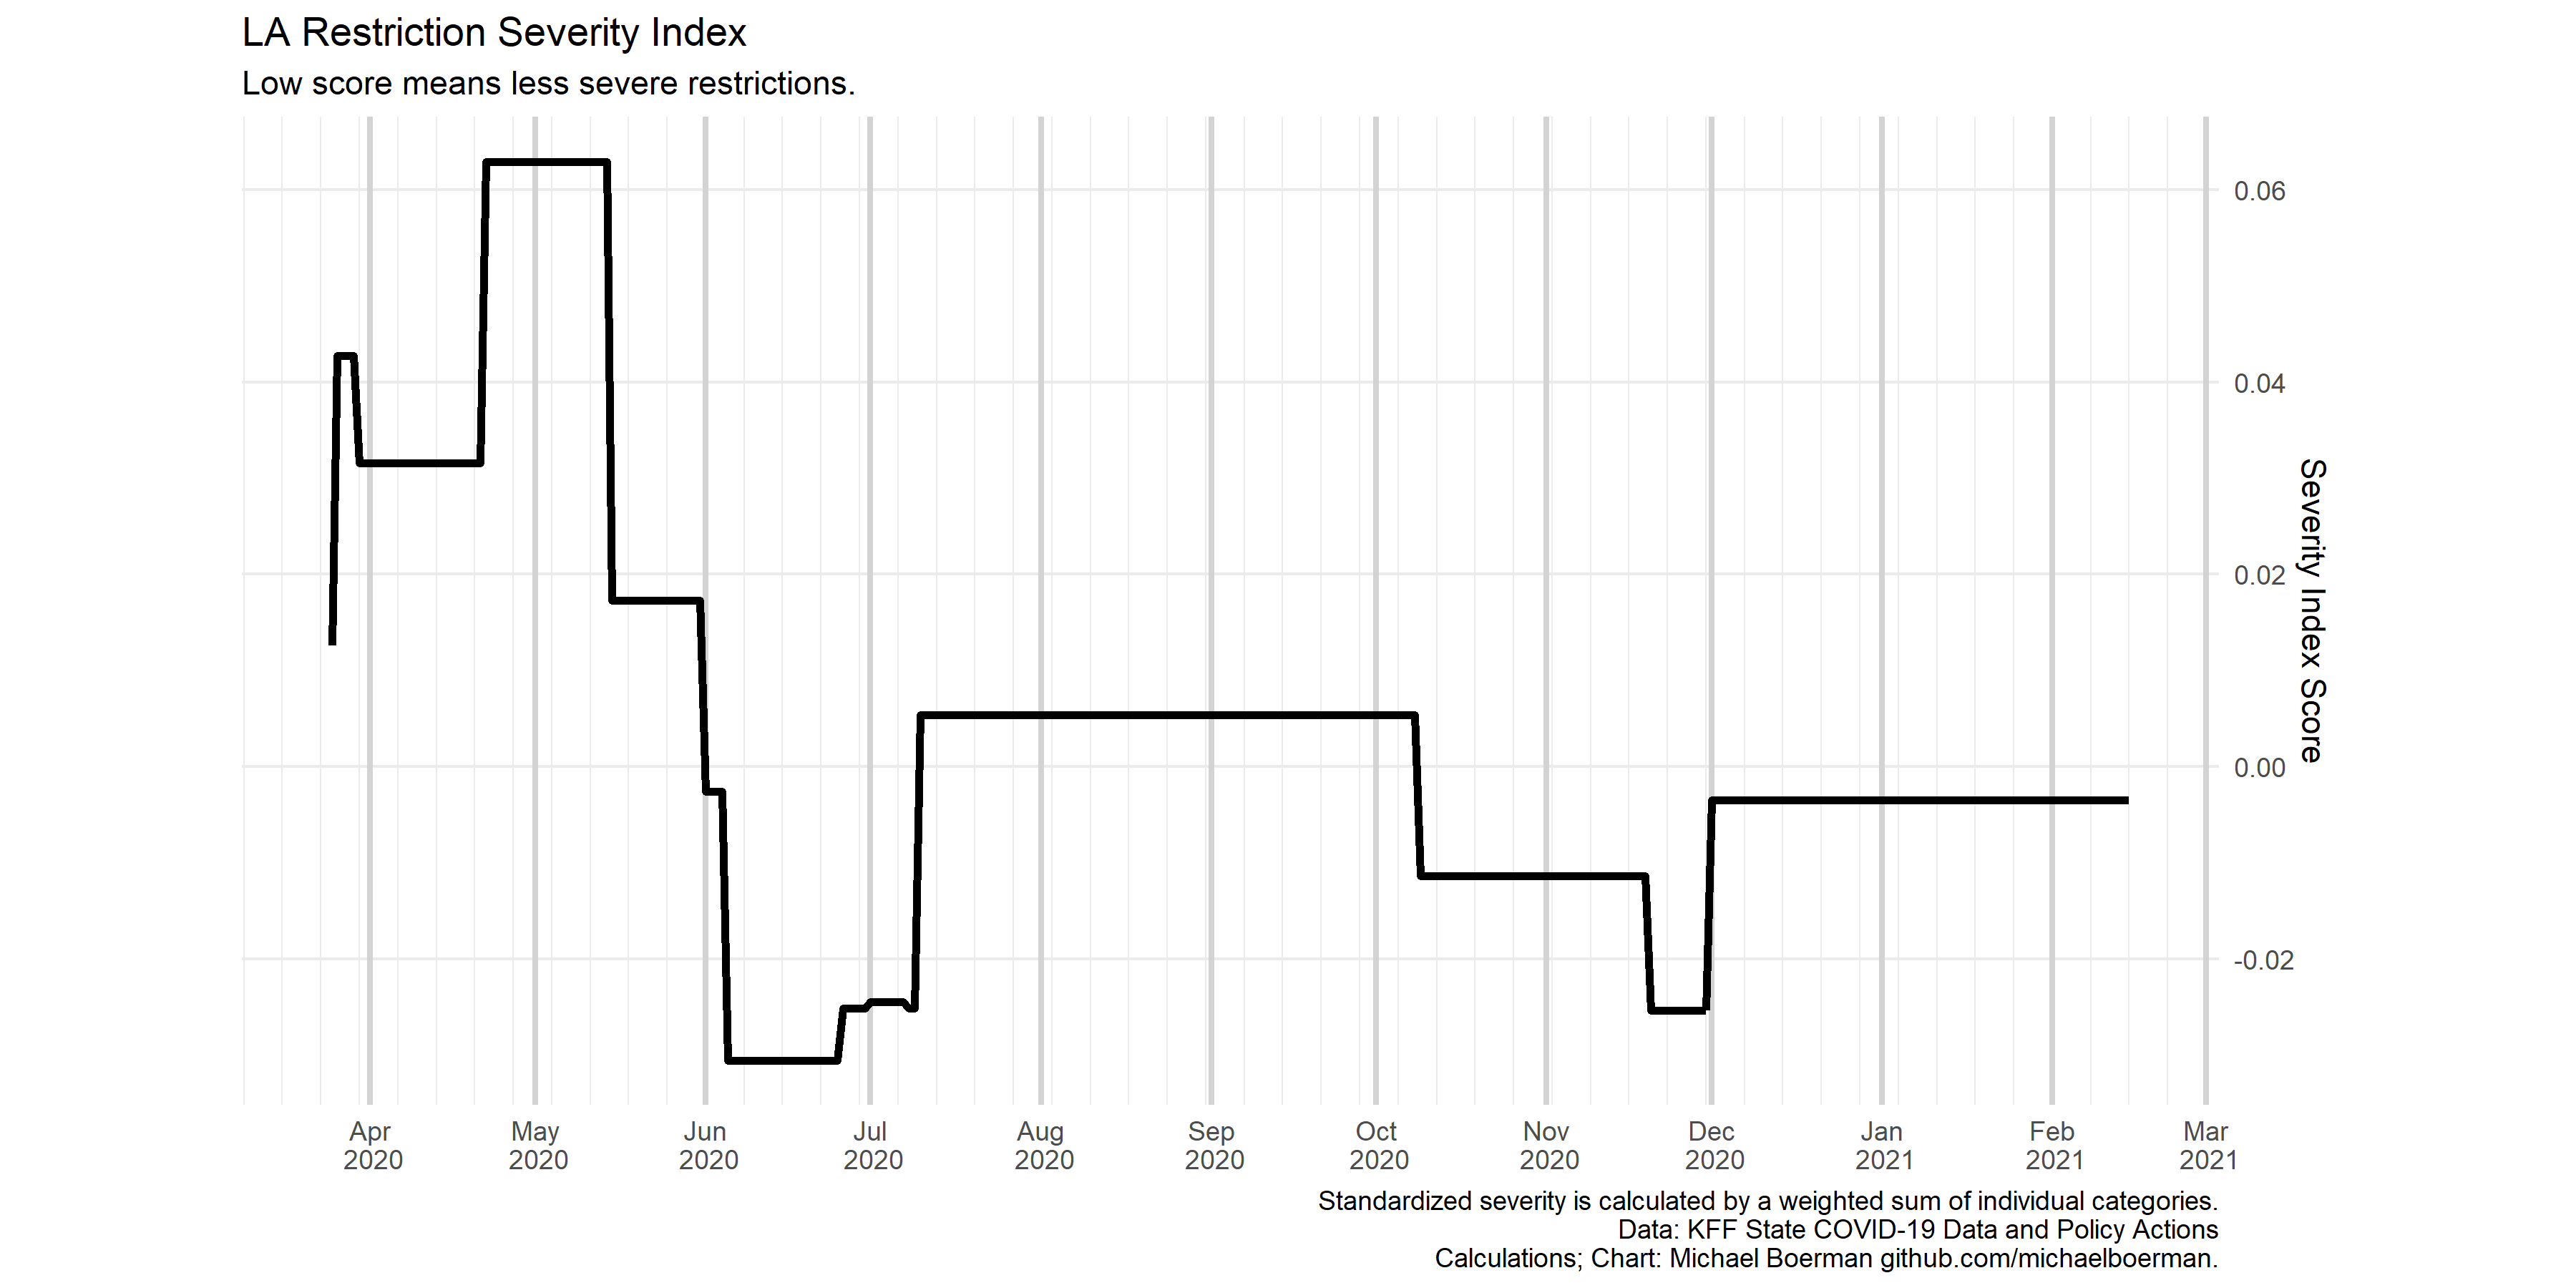 LA Restriction Severity Index
Low score means less severe restrictions.
0.06
0.04
0.02
0.00
-0.02
Severity Index Score
Apr
2020
May
2020
Jun
2020
Jul
2020
Aug
2020
Sep
2020
Oct
2020
Nov
2020
Dec
2020
Jan
2021
Feb
2021
Mar
2021
Standardized severity is calculated by a weighted sum of individual categories.
Data: KFF State COVID-19 Data and Policy Actions
Calculations; Chart: Michael Boerman github.com/michaelboerman.